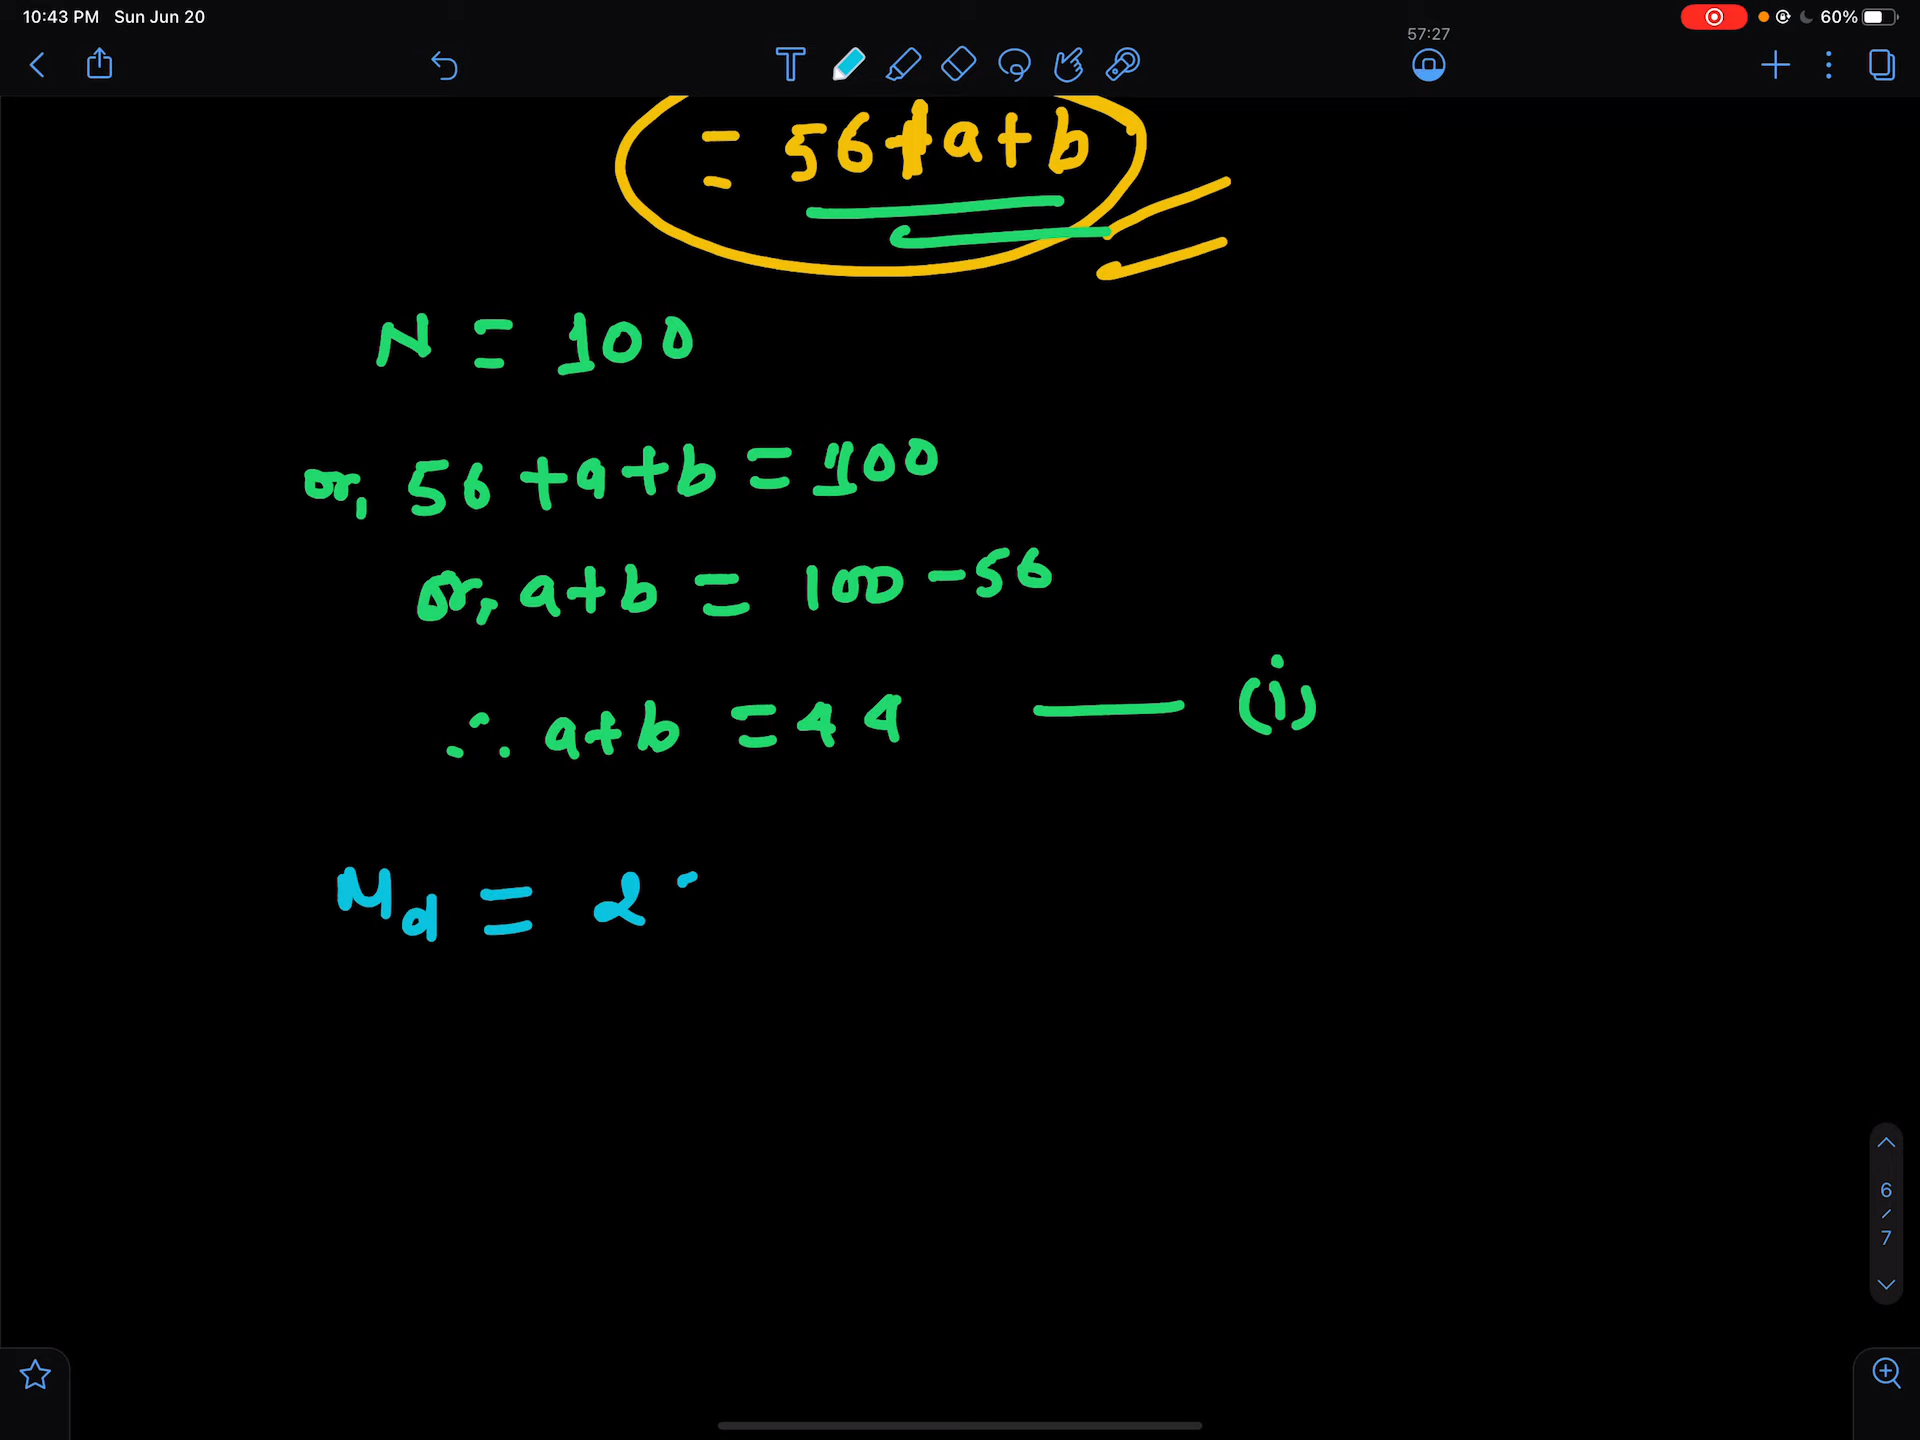 10:43 PM Sun Jun 20 60%
57:27
= 56+a+b
N = 100
or, 56+a+b = 100
or, a+b = 100-56
∴ a+b = 44 —— (i)
Md = 2
6
/
7